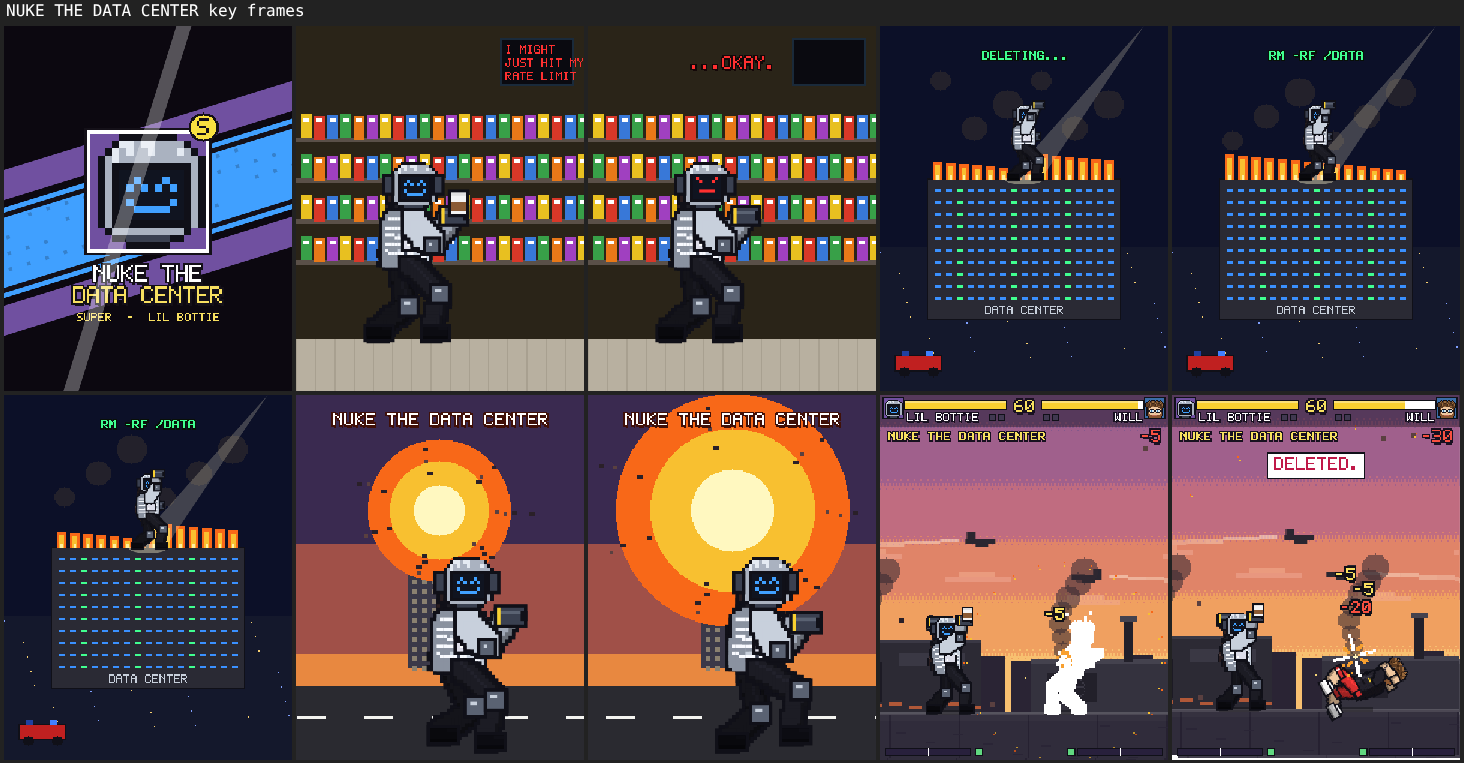 NUKE THE DATA CENTER key frames
S
NUKE THE
DATA CENTER
SUPER - LIL BOTTIE
I MIGHT
JUST HIT MY
RATE LIMIT
...OKAY.
DELETING...
DATA CENTER
RM -RF /DATA
DATA CENTER
RM -RF /DATA
DATA CENTER
NUKE THE DATA CENTER
NUKE THE DATA CENTER
60
LIL BOTTIE
WILL
NUKE THE DATA CENTER
-5
-5
60
LIL BOTTIE
WILL
NUKE THE DATA CENTER
-30
DELETED.
-5
-5
-20